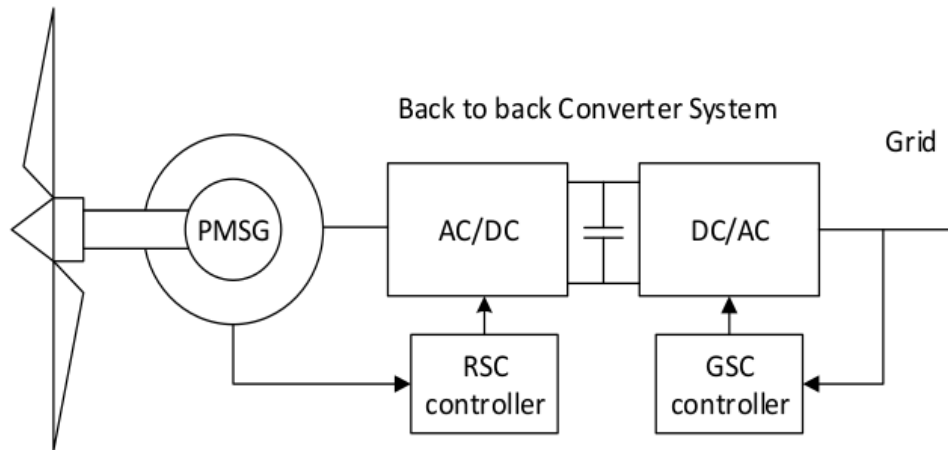 Back to back Converter System
Grid
PMSG
AC/DC
DC/AC
RSC
controller
GSC
controller